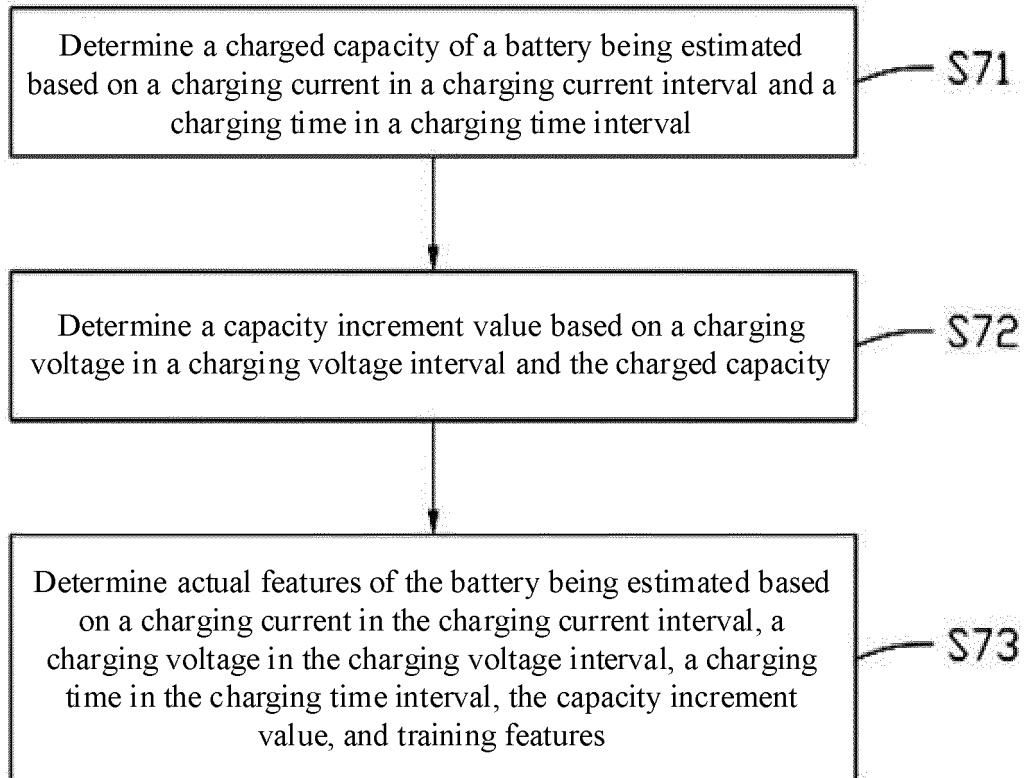 Determine a charged capacity of a battery being estimated
based on a charging current in a charging current interval and a
charging time in a charging time interval
S71
Determine a capacity increment value based on a charging
voltage in a charging voltage interval and the charged capacity
S72
Determine actual features of the battery being estimated based
on a charging current in the charging current interval, a
charging voltage in the charging voltage interval, a charging
time in the charging time interval, the capacity increment
value, and training features
S73